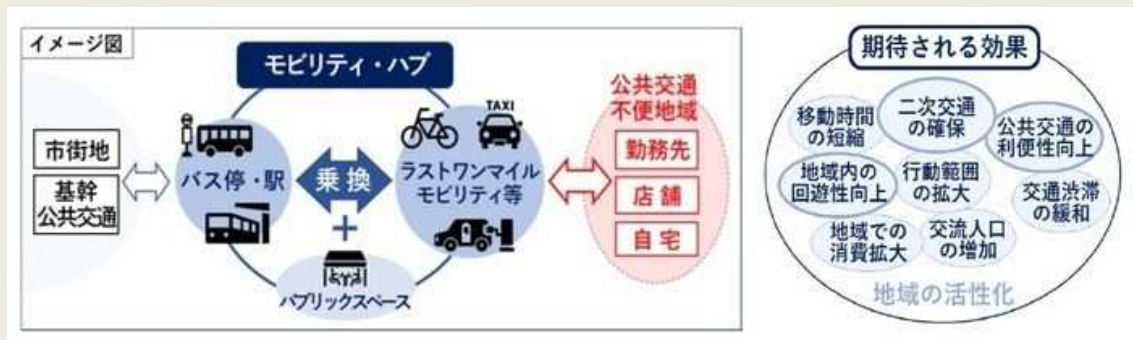 イメージ図
モビリティ・ハブ
市街地
基幹
公共交通
バス停・駅
乗換
+
TAXI
ラストワンマイル
モビリティ等
パブリックスペース
公共交通
不便地域
勤務先
店舗
自宅
期待される効果
移動時間
の短縮
二次交通
の確保
公共交通の
利便性向上
地域内の
回遊性向上
行動範囲
の拡大
交通渋滞
の緩和
地域での
消費拡大
交流人口
の増加
地域の活性化